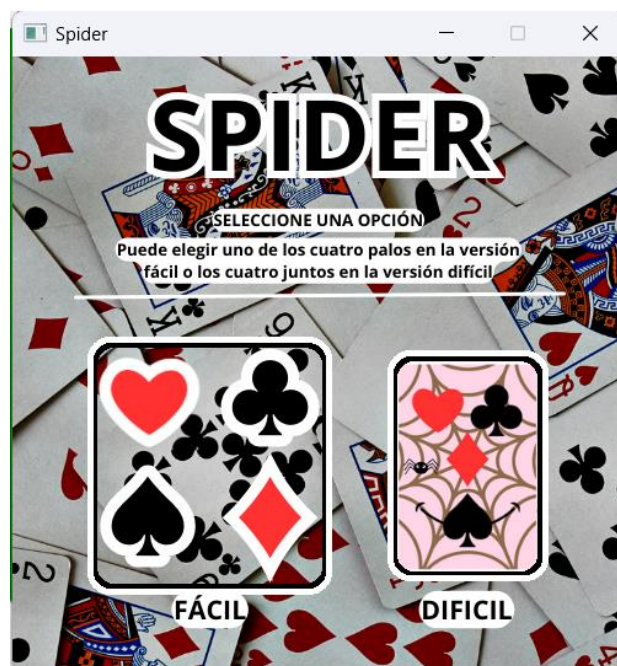 Spider
SPIDER
SELECCIONE UNA OPCIÓN
Puede elegir uno de los cuatro palos en la versión
fácil o los cuatro juntos en la versión difícil
FÁCIL
DIFICIL